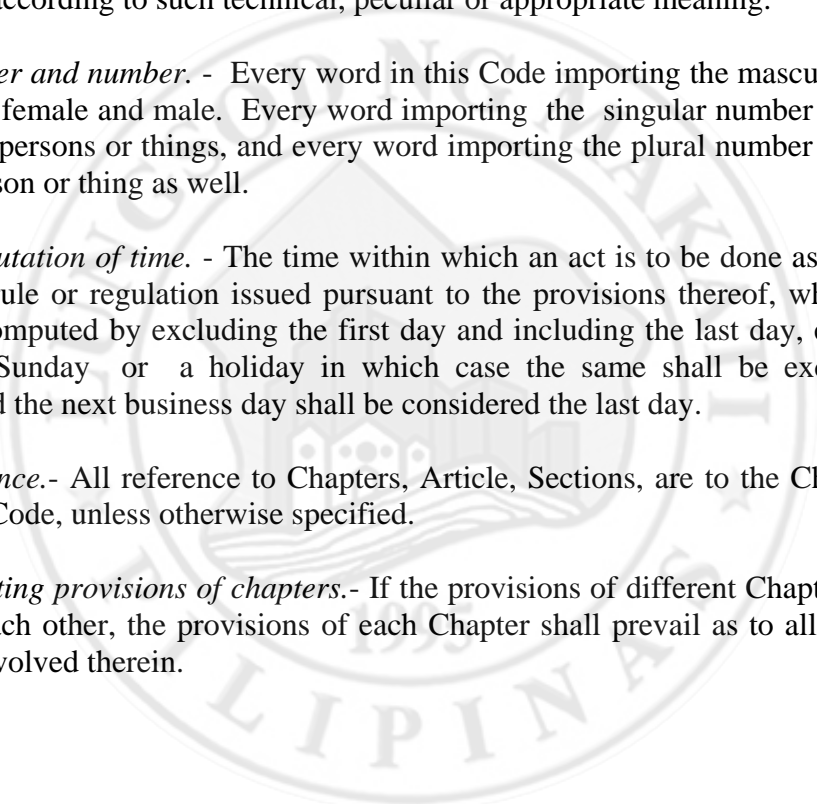 according to such technical, peculiar or appropriate meaning.
er and number. - Every word in this Code importing the mascu
female and male. Every word importing the singular number
persons or things, and every word importing the plural number
son or thing as well.
utation of time. - The time within which an act is to be done as
ule or regulation issued pursuant to the provisions thereof, wh
omputed by excluding the first day and including the last day,
Sunday or a holiday in which case the same shall be exc
d the next business day shall be considered the last day.
nce.- All reference to Chapters, Article, Sections, are to the Ch
Code, unless otherwise specified.
ting provisions of chapters.- If the provisions of different Chapt
ach other, the provisions of each Chapter shall prevail as to all
volved therein.
LUNGSOD NG MAKATI
PILIPINAS
1995